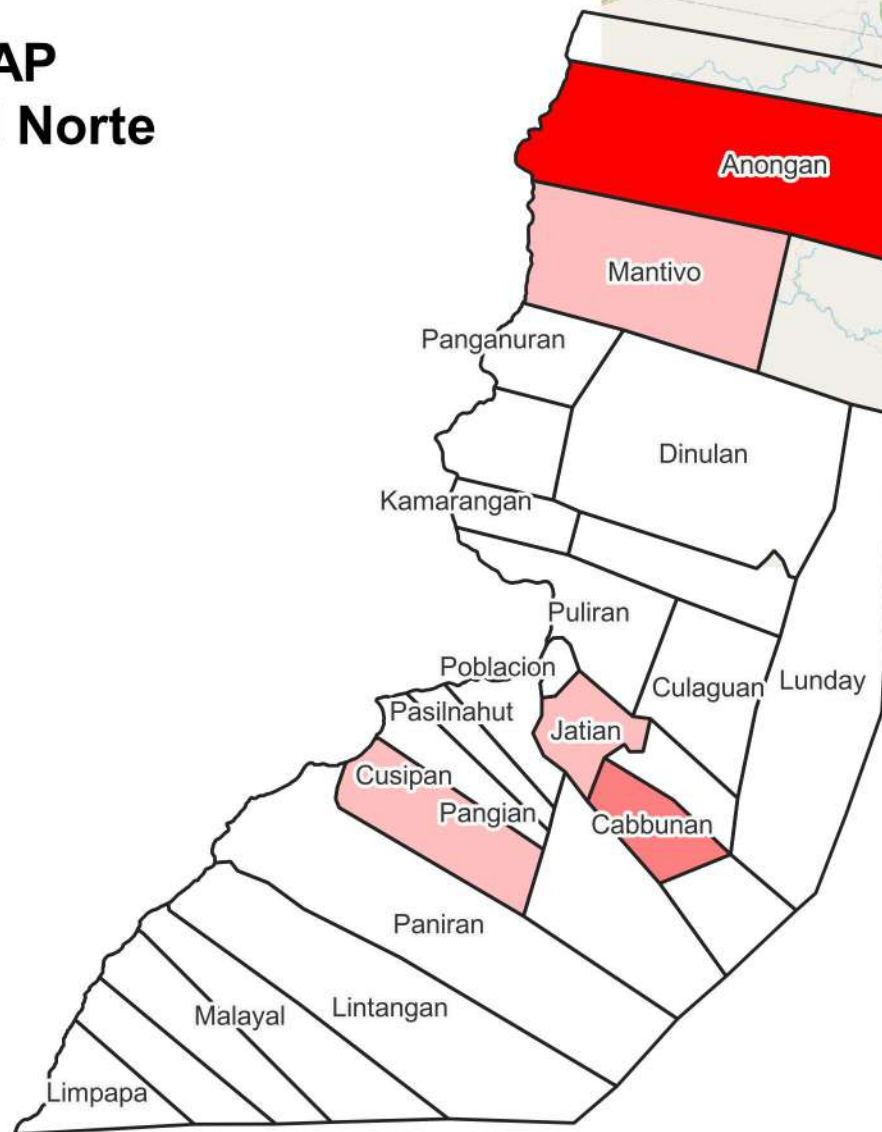 AP
Norte
Anongan
Mantivo
Panganuran
Dinulan
Kamarangan
Puliran
Poblacion
Culaguan
Lunday
Pasilnahut
Jatian
Cusipan
Pangian
Cabbunan
Paniran
Lintangan
Malayal
Limpapa